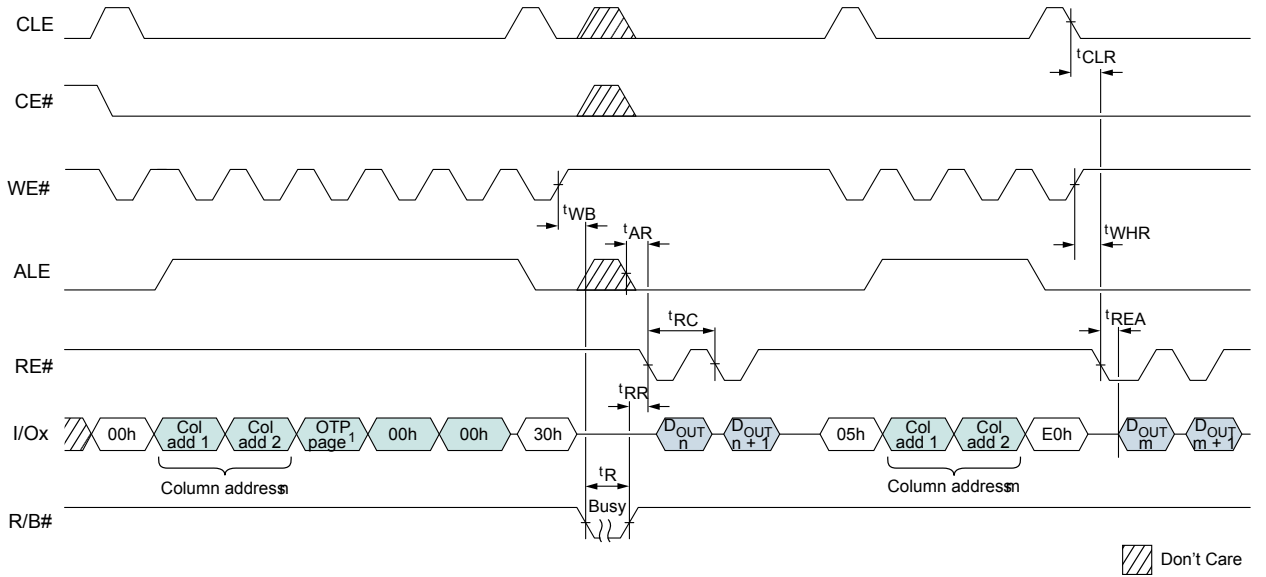 CLE
tCLR
CE#
WE#
tWB
tAR
tWHR
ALE
tRC
tREA
RE#
tRR
I/Ox
00h
Col add 1
Col add 2
OTP page1
00h
00h
30h
DOUT n
DOUT n + 1
05h
Col add 1
Col add 2
E0h
DOUT m
DOUT m + 1
Column address n
tR
Column address m
Busy
R/B#
Don't Care